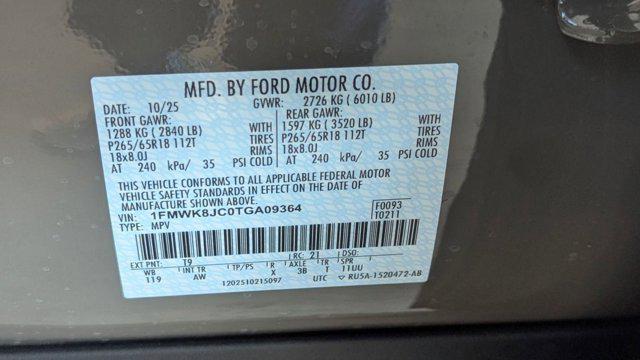 MFD. BY FORD MOTOR CO.
DATE: 10/25 GVWR: 2726 KG ( 6010 LB)
FRONT GAWR: REAR GAWR:
1288 KG ( 2840 LB) WITH 1597 KG ( 3520 LB) WITH
P265/65R18 112T TIRES P265/65R18 112T TIRES
18x8.0J RIMS 18x8.0J RIMS
AT 240 kPa/ 35 PSI COLD AT 240 kPa/ 35 PSI COLD
THIS VEHICLE CONFORMS TO ALL APPLICABLE FEDERAL MOTOR
VEHICLE SAFETY STANDARDS IN EFFECT ON THE DATE OF
MANUFACTURE SHOWN ABOVE.
VIN: 1FMWK8JC0TGA09364 F0093
TYPE: MPV T0211
EXT PNT: T9 RC: 21 DSO:
WB INT TR TP/PS R AXLE TR SPR
119 AW X 3B T 11UU
1202510215097 UTC ▽ RU5A-1520472-AB